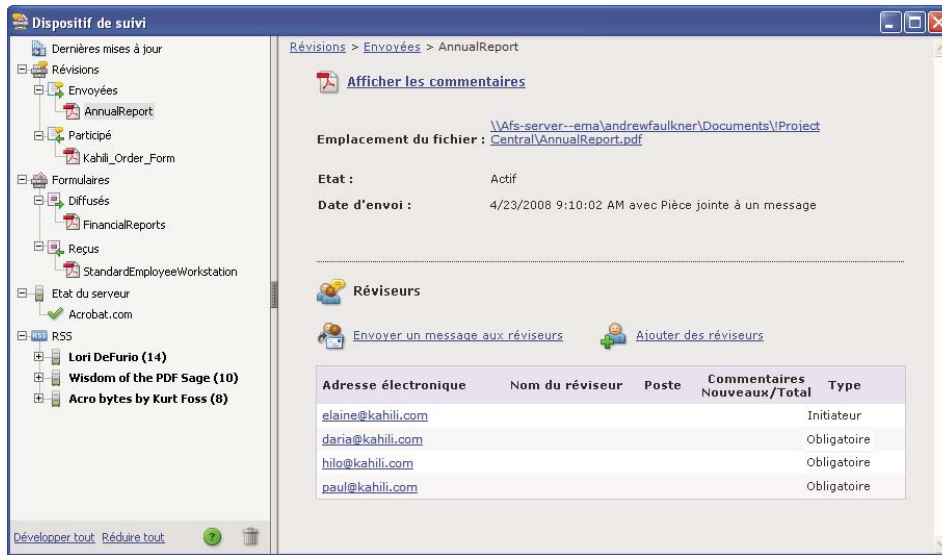 Dispositif de suivi
Dernières mises à jour
Révisions
Envoyées
AnnualReport
Participé
Kahili_Order_Form
Formulaires
Diffusés
FinancialReports
Reçus
StandardEmployeeWorkstation
Etat du serveur
Acrobat.com
RSS RSS
Lori DeFurio (14)
Wisdom of the PDF Sage (10)
Acro bytes by Kurt Foss (8)
Développer tout Réduire tout ?
Révisions > Envoyées > AnnualReport
Afficher les commentaires
Emplacement du fichier : \\Afs-server--ema\andrewfaulkner\Documents\!Project
Central\AnnualReport.pdf
Etat : Actif
Date d'envoi : 4/23/2008 9:10:02 AM avec Pièce jointe à un message
Réviseurs
Envoyer un message aux réviseurs Ajouter des réviseurs
Adresse électronique Nom du réviseur Poste Commentaires Nouveaux/Total Type
elaine@kahili.com Initiateur
daria@kahili.com Obligatoire
hilo@kahili.com Obligatoire
paul@kahili.com Obligatoire